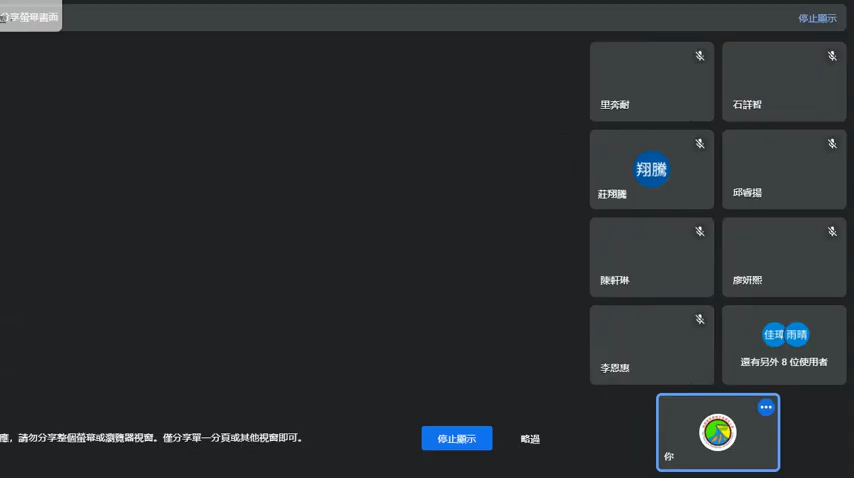 分享螢幕畫面
停止顯示
里奔耐
石詳智
翔騰
莊翔騰
邱睿揚
陳軒琳
廖妍熙
李恩惠
佳瑶 雨晴
還有另外 8 位使用者
應，請勿分享整個螢幕或瀏覽器視窗。僅分享單一分頁或其他視窗即可。
停止顯示
略過
你